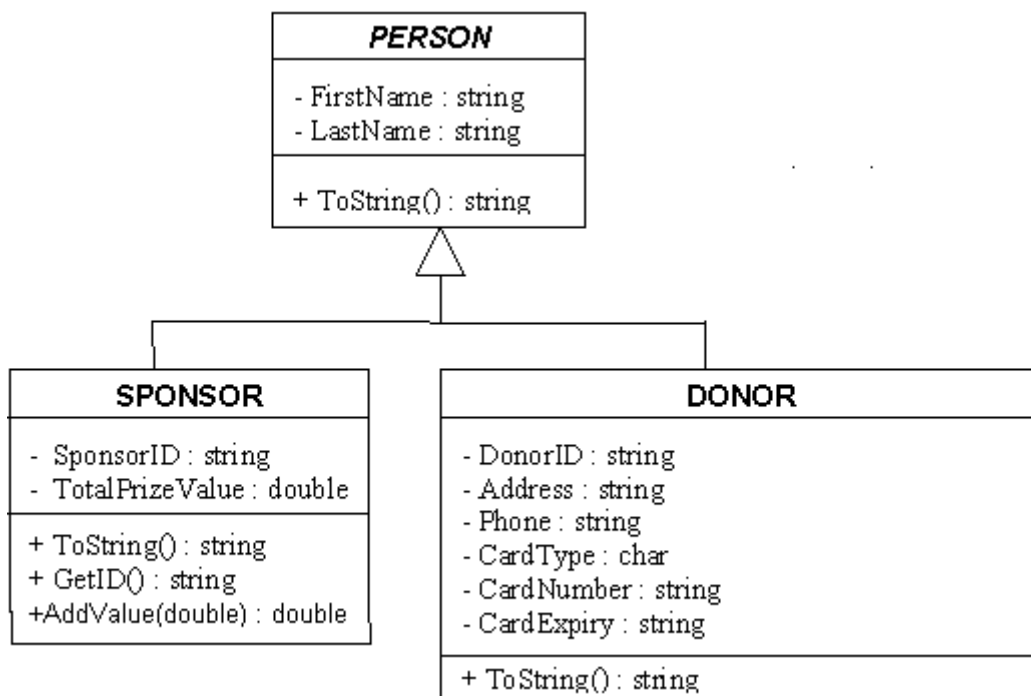 PERSON
- FirstName : string
- LastName : string
+ ToString() : string
SPONSOR
- SponsorID : string
- TotalPrizeValue : double
+ ToString() : string
+ GetID() : string
+AddValue(double) : double
DONOR
- DonorID : string
- Address : string
- Phone : string
- CardType : char
- CardNumber : string
- CardExpiry : string
+ ToString() : string